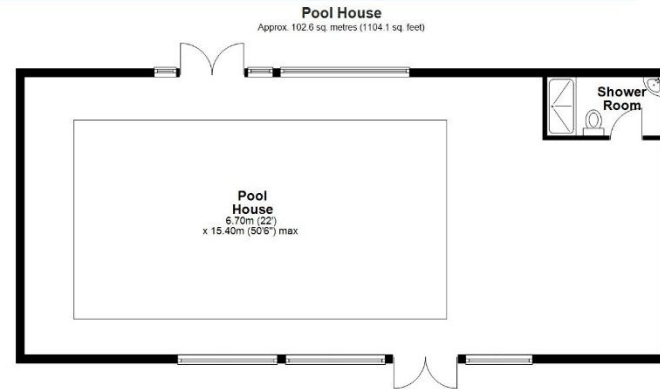 Pool House
Approx. 102.6 sq. metres (1104.1 sq. feet)
Shower
Room
Pool
House
6.70m (22')
x 15.40m (50'6") max